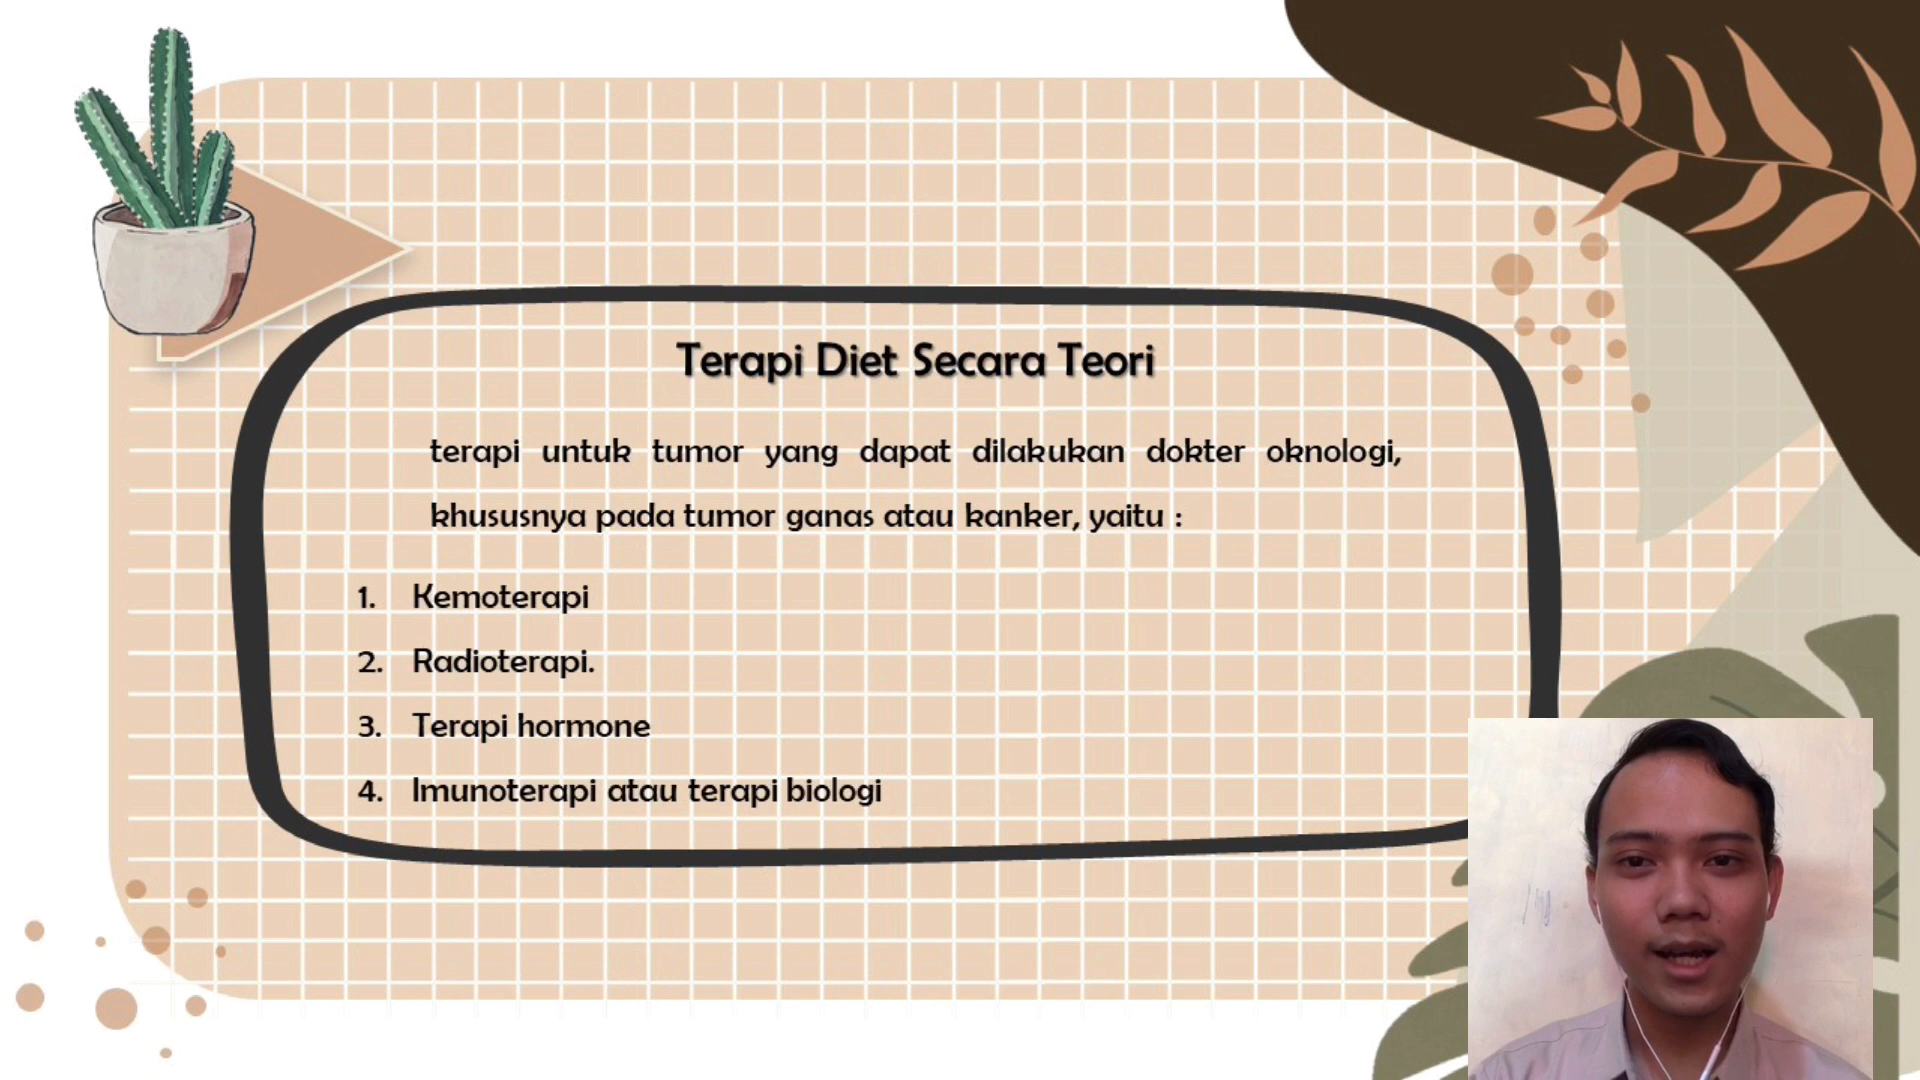 Terapi Diet Secara Teori
terapi untuk tumor yang dapat dilakukan dokter oknologi,
khususnya pada tumor ganas atau kanker, yaitu :
1. Kemoterapi
2. Radioterapi.
3. Terapi hormone
4. Imunoterapi atau terapi biologi